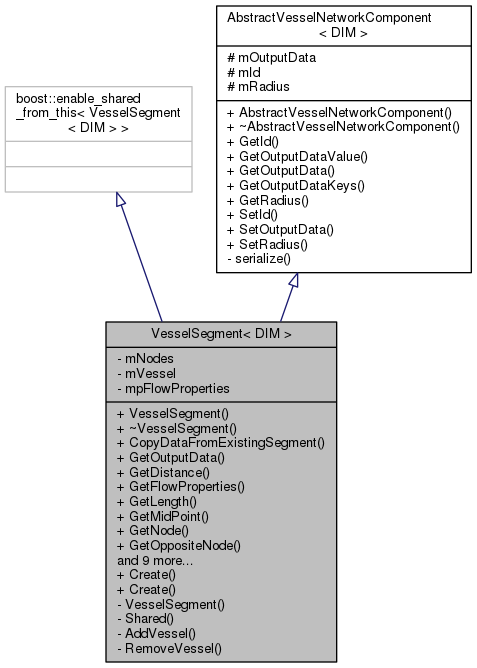 boost::enable_shared
_from_this< VesselSegment
< DIM > >
AbstractVesselNetworkComponent
< DIM >
# mOutputData
# mId
# mRadius
+ AbstractVesselNetworkComponent()
+ ~AbstractVesselNetworkComponent()
+ GetId()
+ GetOutputDataValue()
+ GetOutputData()
+ GetOutputDataKeys()
+ GetRadius()
+ SetId()
+ SetOutputData()
+ SetRadius()
- serialize()
VesselSegment< DIM >
- mNodes
- mVessel
- mpFlowProperties
+ VesselSegment()
+ ~VesselSegment()
+ CopyDataFromExistingSegment()
+ GetOutputData()
+ GetDistance()
+ GetFlowProperties()
+ GetLength()
+ GetMidPoint()
+ GetNode()
+ GetOppositeNode()
and 9 more...
+ Create()
+ Create()
- VesselSegment()
- Shared()
- AddVessel()
- RemoveVessel()